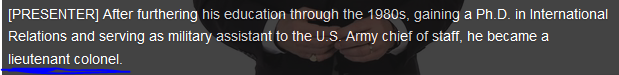 [PRESENTER] After furthering his education through the 1980s, gaining a Ph.D. in International
Relations and serving as military assistant to the U.S. Army chief of staff, he became a
lieutenant colonel.